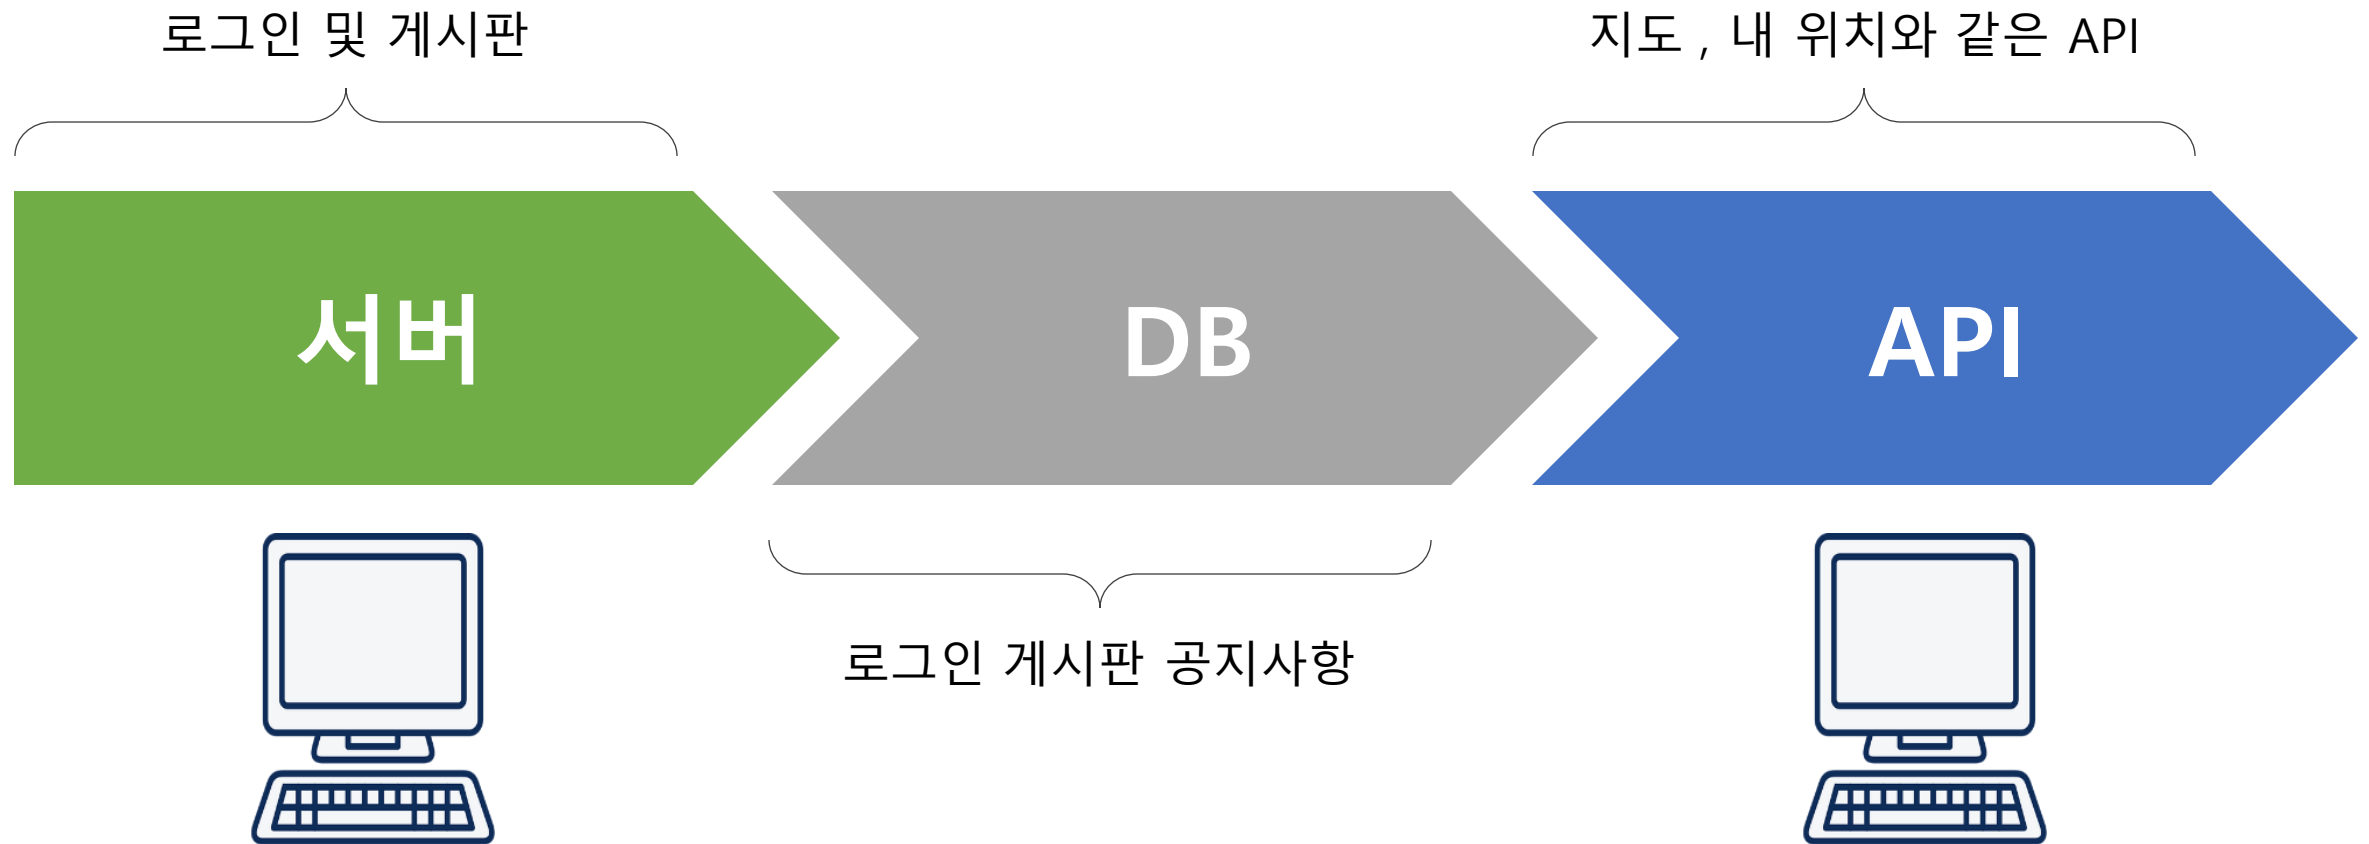 로그인 및 게시판
지도 , 내 위치와 같은 API
서버
DB
API
로그인 게시판 공지사항